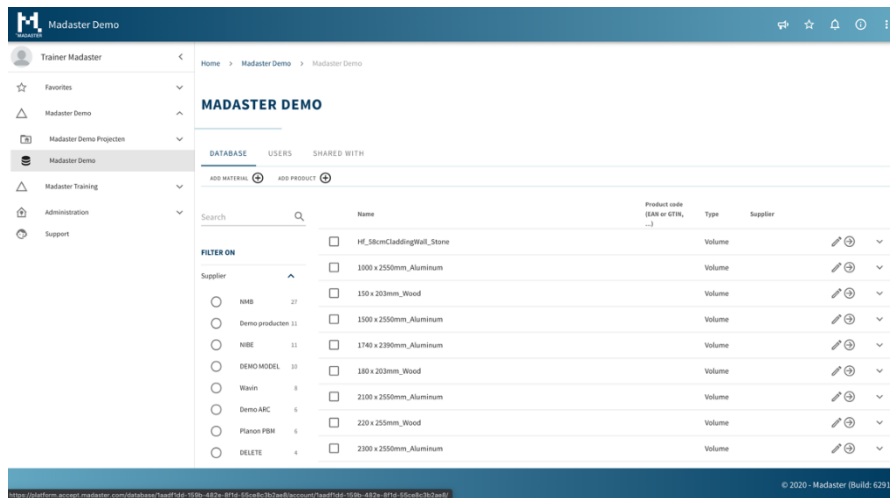 MADASTER
Madaster Demo
Trainer Madaster
Favorites
Madaster Demo
Madaster Demo Projecten
Madaster Demo
Madaster Training
Administration
Support
Home > Madaster Demo > Madaster Demo
MADASTER DEMO
DATABASE USERS SHARED WITH
ADD MATERIAL ADD PRODUCT
Search
FILTER ON
Supplier
NMB 27
Demo producten 11
NIBE 11
DEMO MODEL 10
Wavin 8
Demo ARC 6
Planon PBM 6
DELETE 4
Name Product code (EAN or GTIN, ...) Type Supplier
Hf_58cmCladdingWall_Stone Volume
1000 x 2550mm_Aluminum Volume
150 x 203mm_Wood Volume
1500 x 2550mm_Aluminum Volume
1740 x 2390mm_Aluminum Volume
180 x 203mm_Wood Volume
2100 x 2550mm_Aluminum Volume
220 x 255mm_Wood Volume
2300 x 2550mm_Aluminum Volume
© 2020 - Madaster (Build: 6291